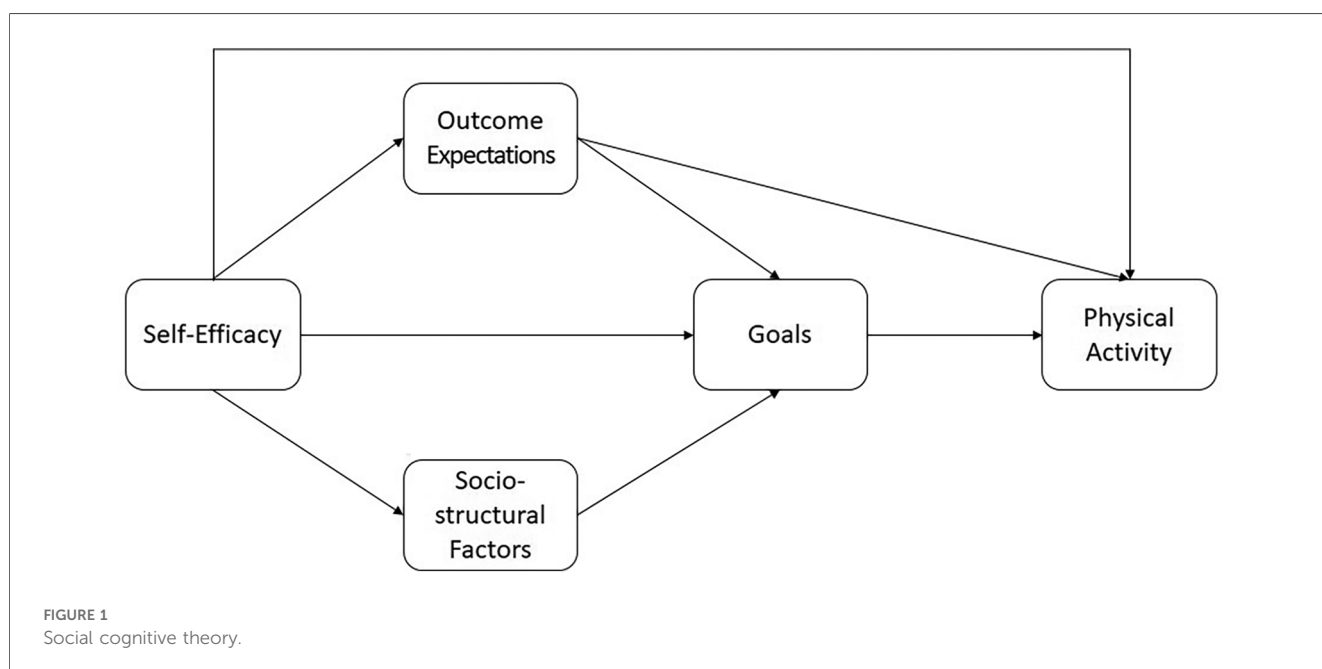 Outcome
Expectations
Self-Efficacy
Goals
Physical
Activity
Socio-
structural
Factors
FIGURE 1
Social cognitive theory.